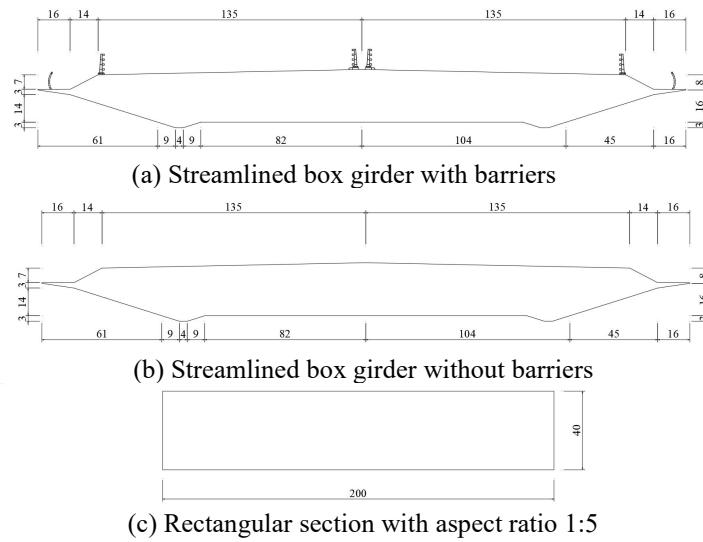 16 14 135 135 14 16
7 8
3
14 16
3 3
61 9 4 9 82 104 45 16
(a) Streamlined box girder with barriers
16 14 135 135 14 16
7 8
3
14 16
3
61 9 4 9 82 104 45 16
(b) Streamlined box girder without barriers
40
200
(c) Rectangular section with aspect ratio 1:5